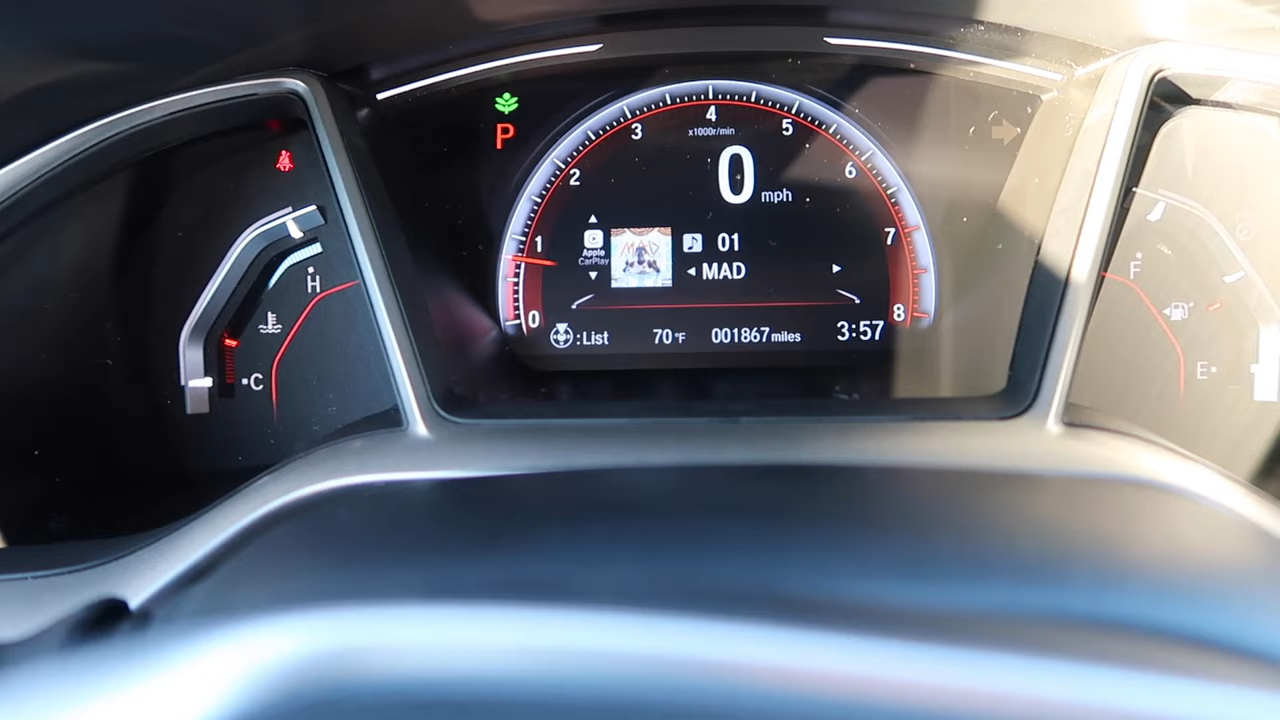 P
4
3 5
x1000r/min
2 6
0 mph
1 7
0 8
Apple
CarPlay
MAD
01
MAD
:List 70°F 001867 miles 3:57
H
C
F
E